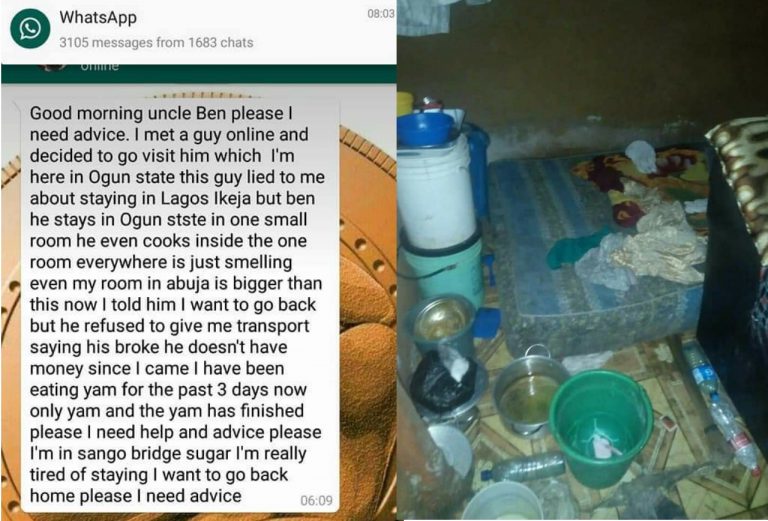 WhatsApp
08:03
3105 messages from 1683 chats
online
Good morning uncle Ben please I
need advice. I met a guy online and
decided to go visit him which I'm
here in Ogun state this guy lied to me
about staying in Lagos Ikeja but ben
he stays in Ogun stste in one small
room he even cooks inside the one
room everywhere is just smelling
even my room in abuja is bigger than
this now I told him I want to go back
but he refused to give me transport
saying his broke he doesn't have
money since I came I have been
eating yam for the past 3 days now
only yam and the yam has finished
please I need help and advice please
I'm in sango bridge sugar I'm really
tired of staying I want to go back
home please I need advice
06:09